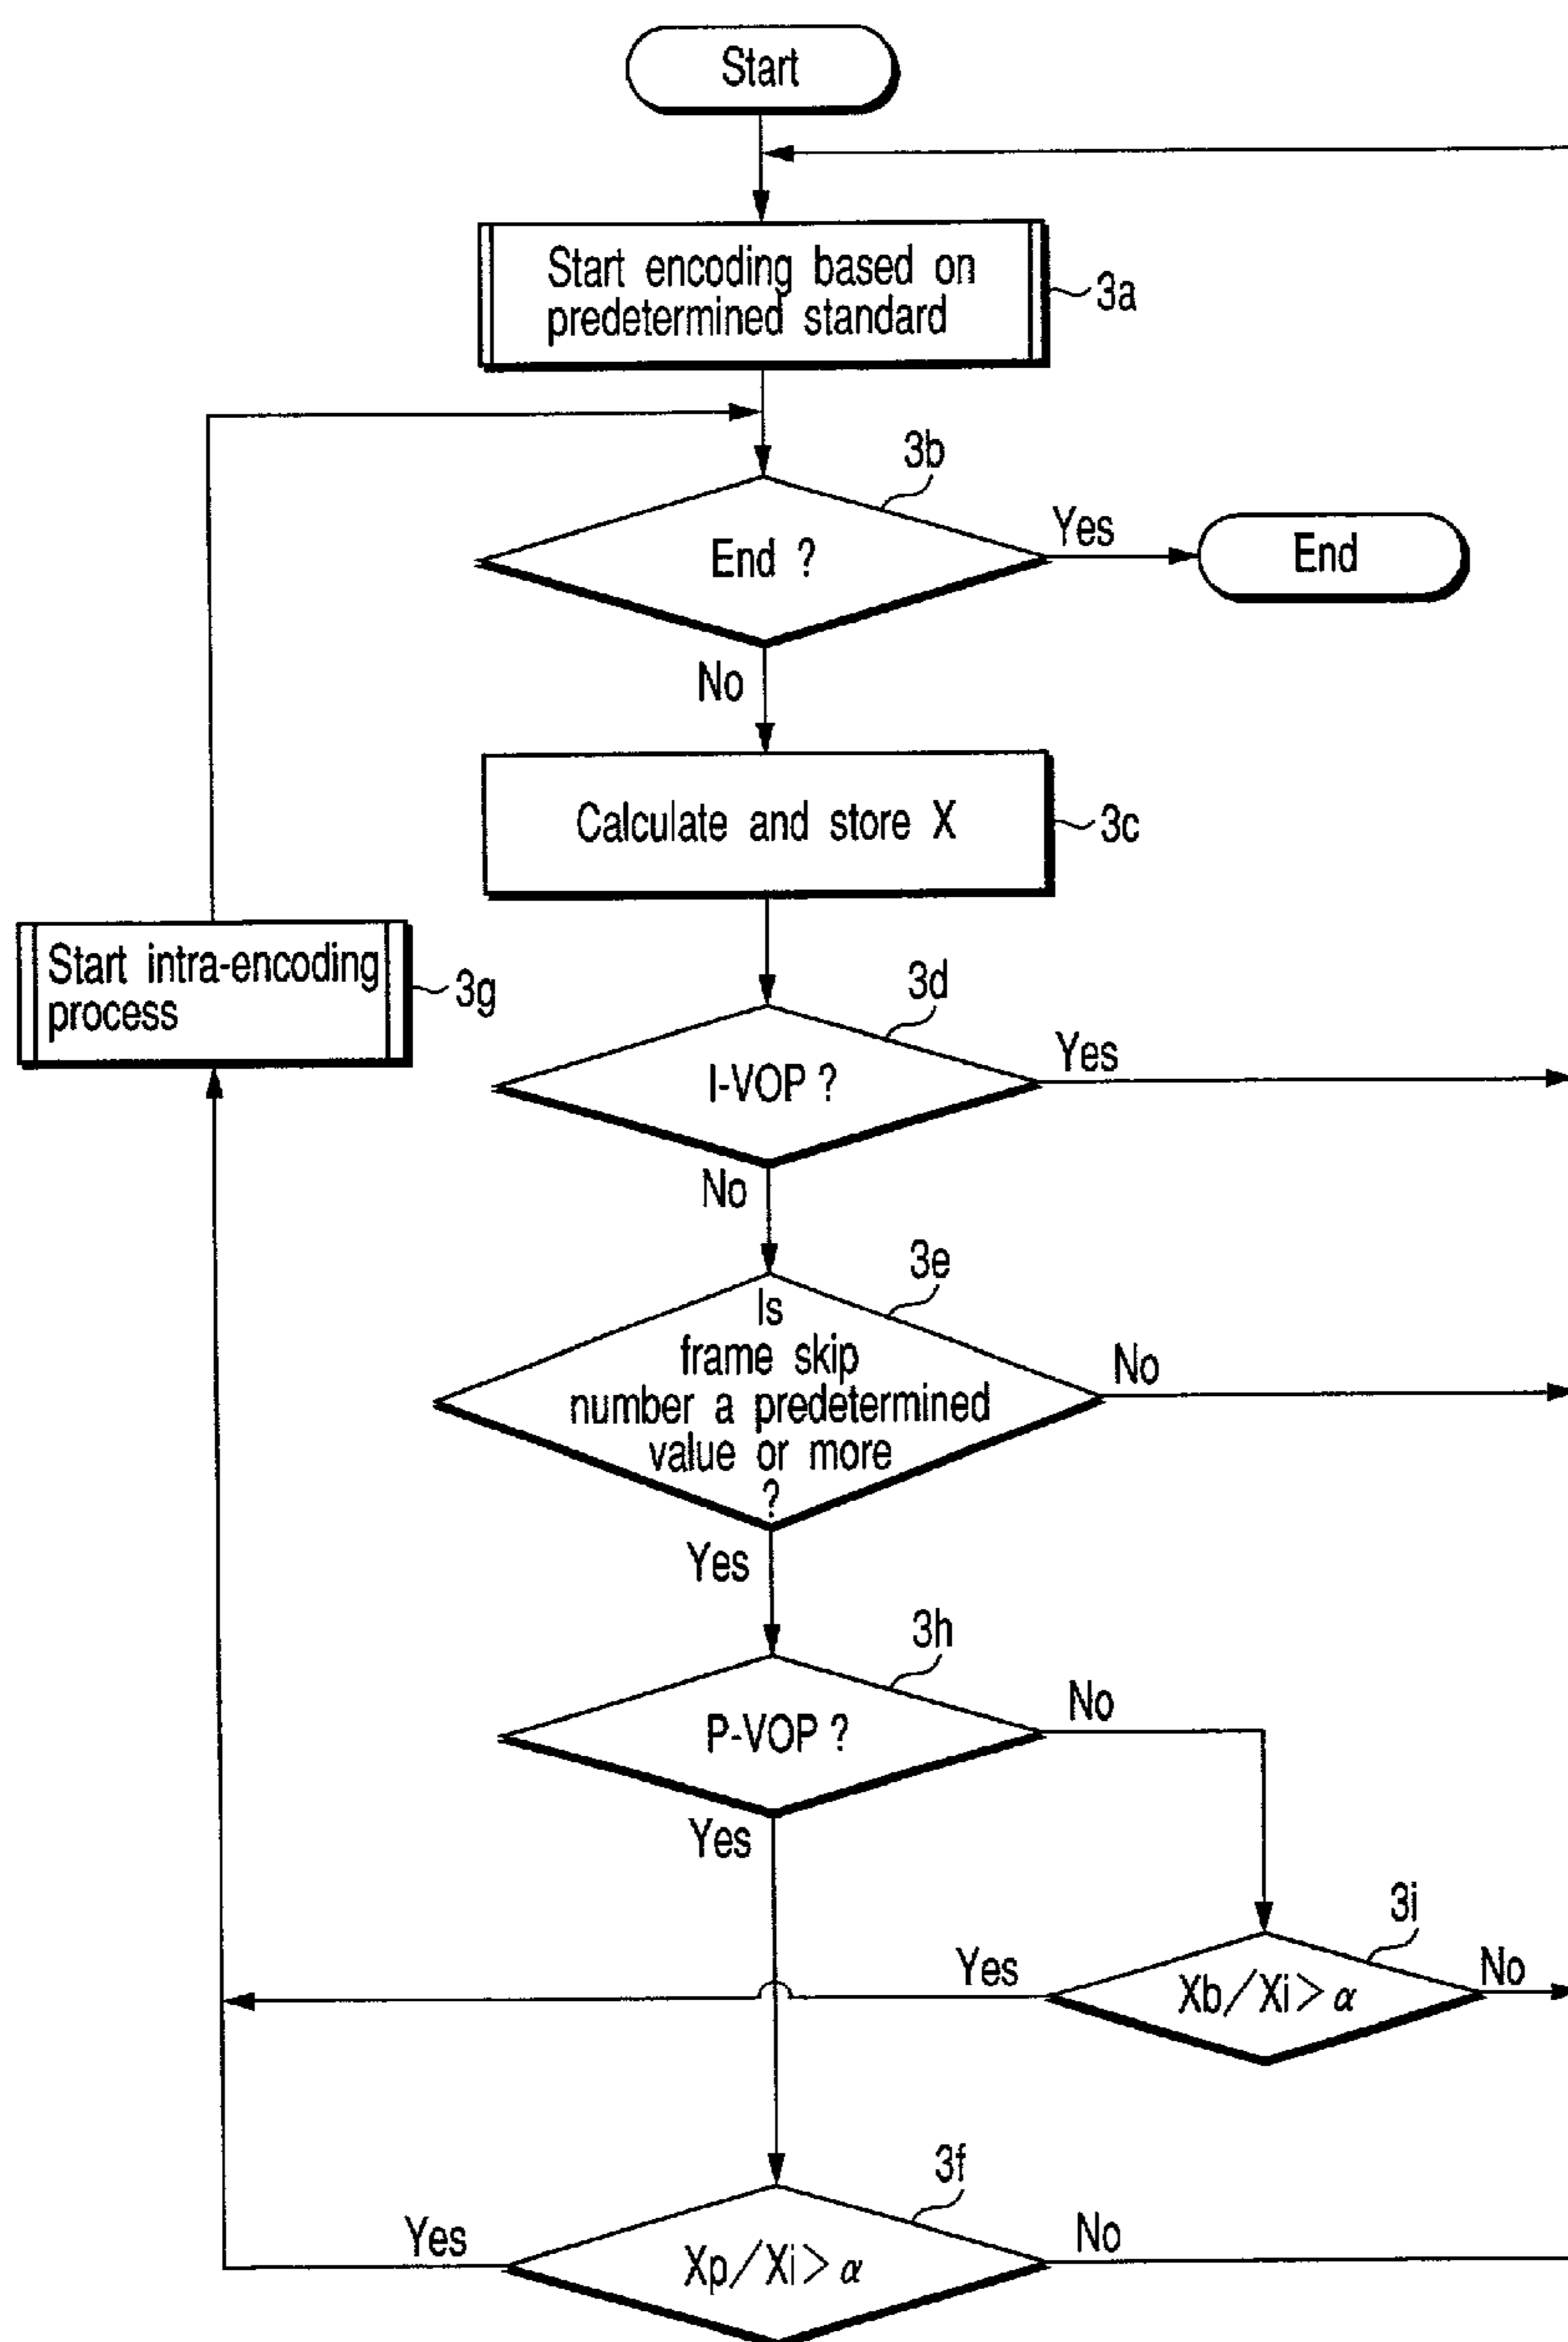 Start
Start encoding based on
predetermined standard
3a
3b
End ?
Yes
End
No
Calculate and store X
3c
Start intra-encoding
process
3g
3d
I-VOP ?
Yes
No
3e
Is
frame skip
number a predetermined
value or more
?
No
Yes
3h
P-VOP ?
No
Yes
3i
Yes
Xb/Xi> α
No
3f
Yes
Xp/Xi> α
No